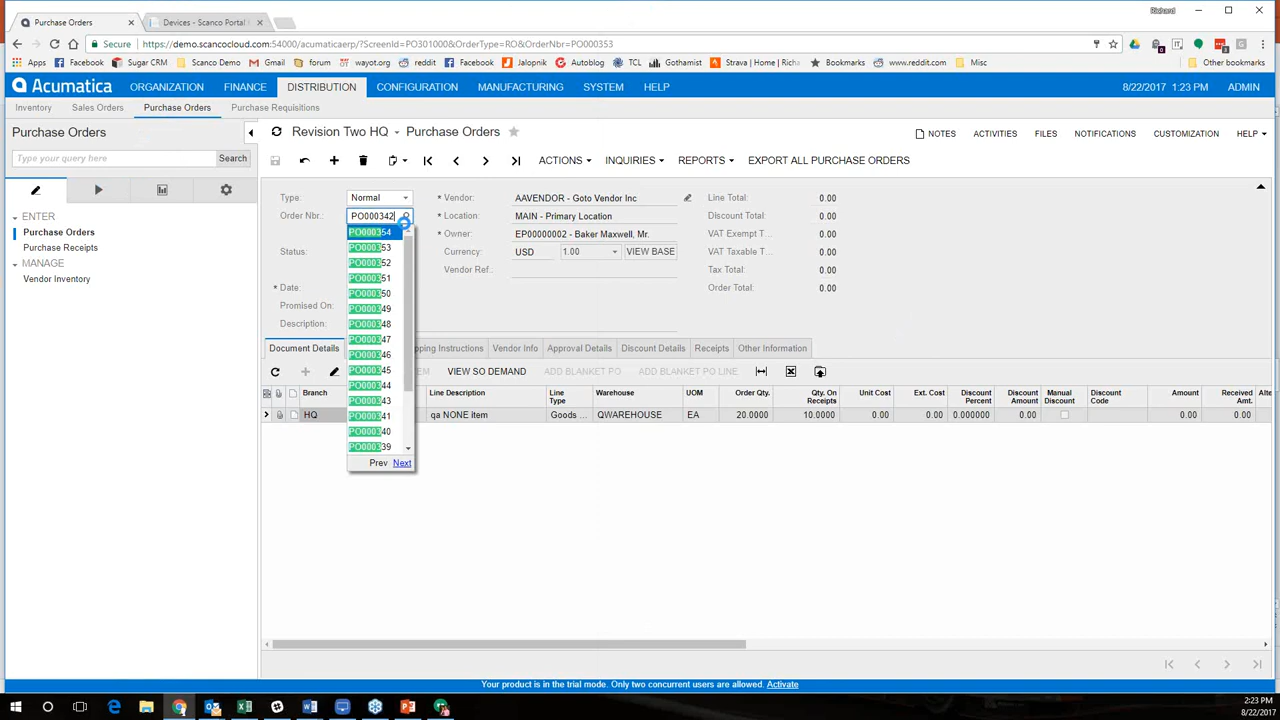 Richard
Purchase Orders
Devices - Scanco Portal
Secure
https://demo.scancocloud.com:54000/acumaticaerp/?ScreenId=PO301000&OrderType=RO&OrderNbr=PO000353
Apps Facebook Sugar CRM Scanco Demo Gmail forum wayot.org reddit Facebook Jalopnik Autoblog TCL Gothamist Strava | Home | Richa Bookmarks www.reddit.com Misc Other bookmarks
Acumatica ORGANIZATION FINANCE DISTRIBUTION CONFIGURATION MANUFACTURING SYSTEM HELP 8/22/2017 1:23 PM ADMIN
Inventory Sales Orders Purchase Orders Purchase Requisitions
Purchase Orders
Type your query here Search
ENTER
Purchase Orders
Purchase Receipts
MANAGE
Vendor Inventory
Revision Two HQ Purchase Orders NOTES ACTIVITIES FILES NOTIFICATIONS CUSTOMIZATION HELP
ACTIONS INQUIRIES REPORTS EXPORT ALL PURCHASE ORDERS
Type: Normal * Vendor: AAVENDOR - Goto Vendor Inc Line Total: 0.00
Order Nbr.: PO000342 * Location: MAIN - Primary Location Discount Total: 0.00
* Owner: EP00000002 - Baker Maxwell, Mr. VAT Exempt T... 0.00
Status: Currency: USD 1.00 VIEW BASE VAT Taxable T... 0.00
Vendor Ref.: Tax Total: 0.00
* Date: Order Total: 0.00
Promised On:
Description:
PO000354
PO000353
PO000352
PO000351
PO000350
PO000349
PO000348
PO000347
PO000346
PO000345
PO000344
PO000343
PO000341
PO000340
PO000339
Prev Next
Document Details pping Instructions Vendor Info Approval Details Discount Details Receipts Other Information
EM VIEW SO DEMAND ADD BLANKET PO ADD BLANKET PO LINE
Branch Line Description Line Type Warehouse UOM Order Qty. Qty. On Receipts Unit Cost Ext. Cost Discount Percent Discount Amount Manual Discount Discount Code Amount Received Amt. Alte
HQ qa NONE item Goods ... QWAREHOUSE EA 20.0000 10.0000 0.00 0.00 0.000000 0.00 0.00 0.00
Your product is in the trial mode. Only two concurrent users are allowed. Activate
2:23 PM
8/22/2017